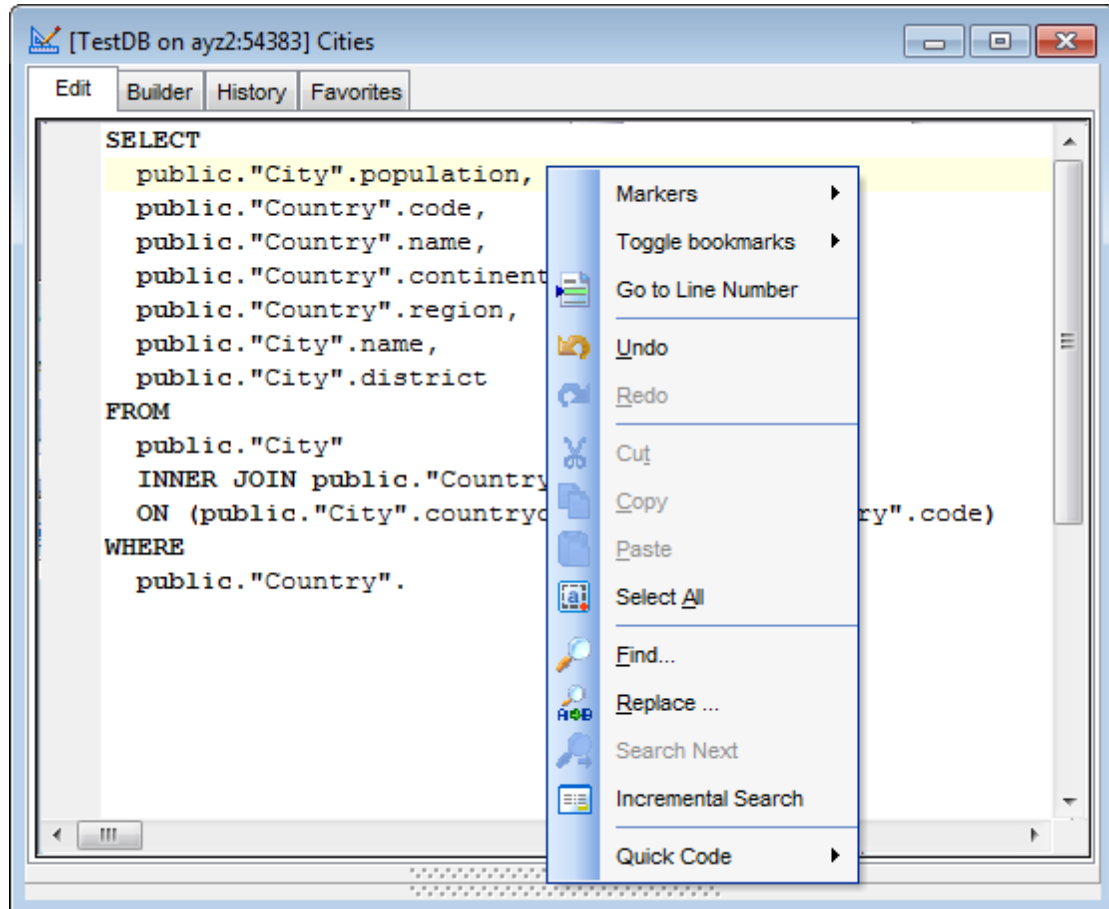 [TestDB on ayz2:54383] Cities
Edit Builder History Favorites
SELECT
public."City".population,
public."Country".code,
public."Country".name,
public."Country".continent
public."Country".region,
public."City".name,
public."City".district
FROM
public."City"
INNER JOIN public."Country
ON (public."City".countryc ry".code)
WHERE
public."Country".
Markers
Toggle bookmarks
Go to Line Number
Undo
Redo
Cut
Copy
Paste
Select All
Find...
Replace ...
Search Next
Incremental Search
Quick Code